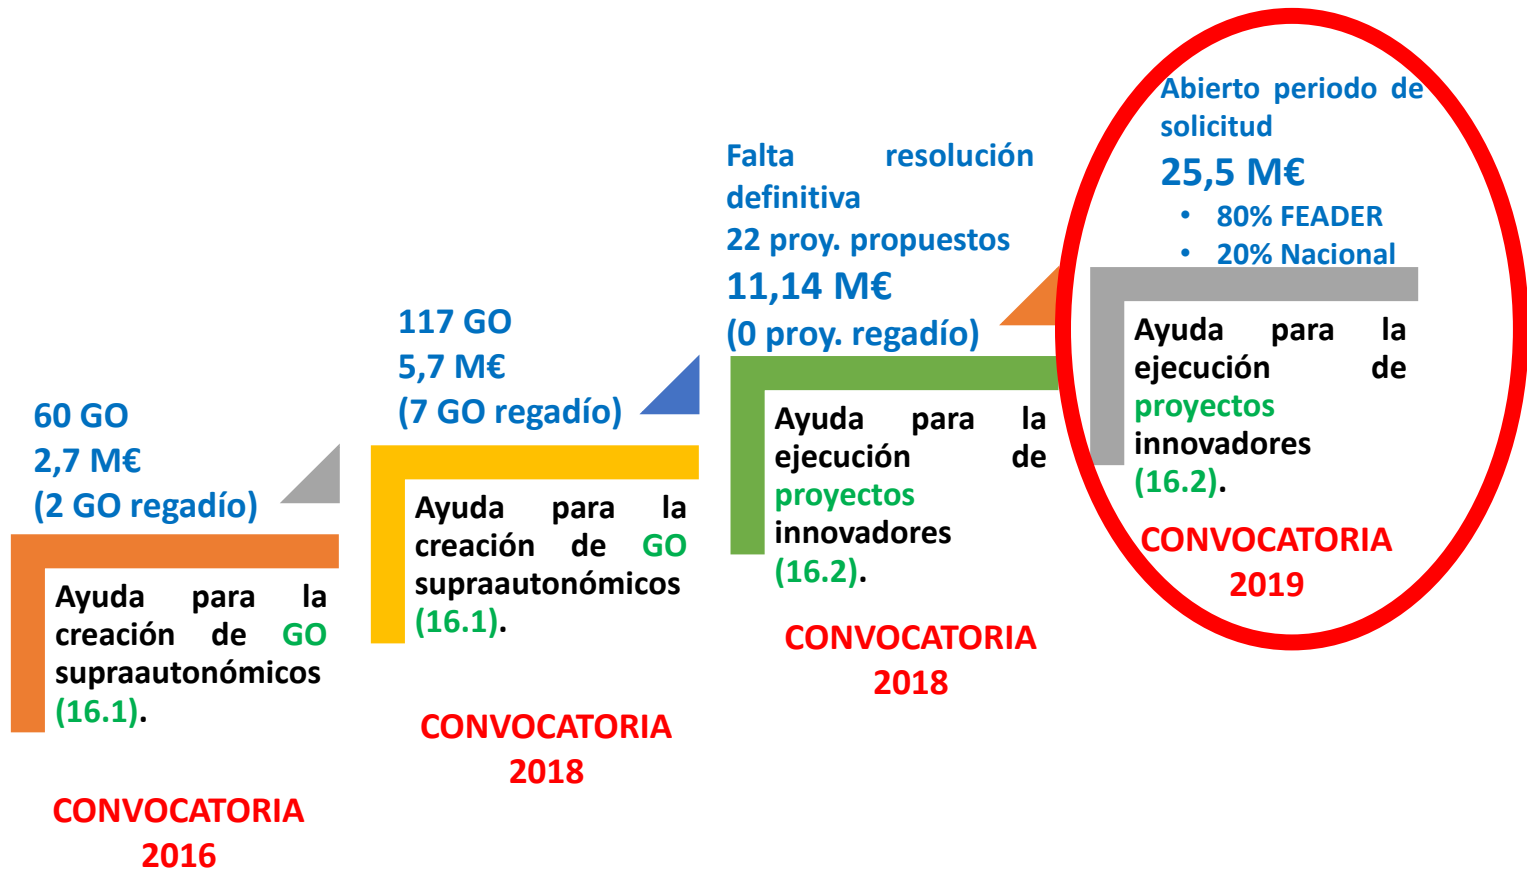 60 GO
2,7 M€
(2 GO regadío)
Ayuda para la
creación de GO
supraautonómicos
(16.1).
CONVOCATORIA
2016
117 GO
5,7 M€
(7 GO regadío)
Ayuda para la
creación de GO
supraautonómicos
(16.1).
CONVOCATORIA
2018
Falta resolución
definitiva
22 proy. propuestos
11,14 M€
(0 proy. regadío)
Ayuda para la
ejecución de
proyectos
innovadores
(16.2).
CONVOCATORIA
2018
Abierto periodo de
solicitud
25,5 M€
• 80% FEADER
• 20% Nacional
Ayuda para la
ejecución de
proyectos
innovadores
(16.2).
CONVOCATORIA
2019